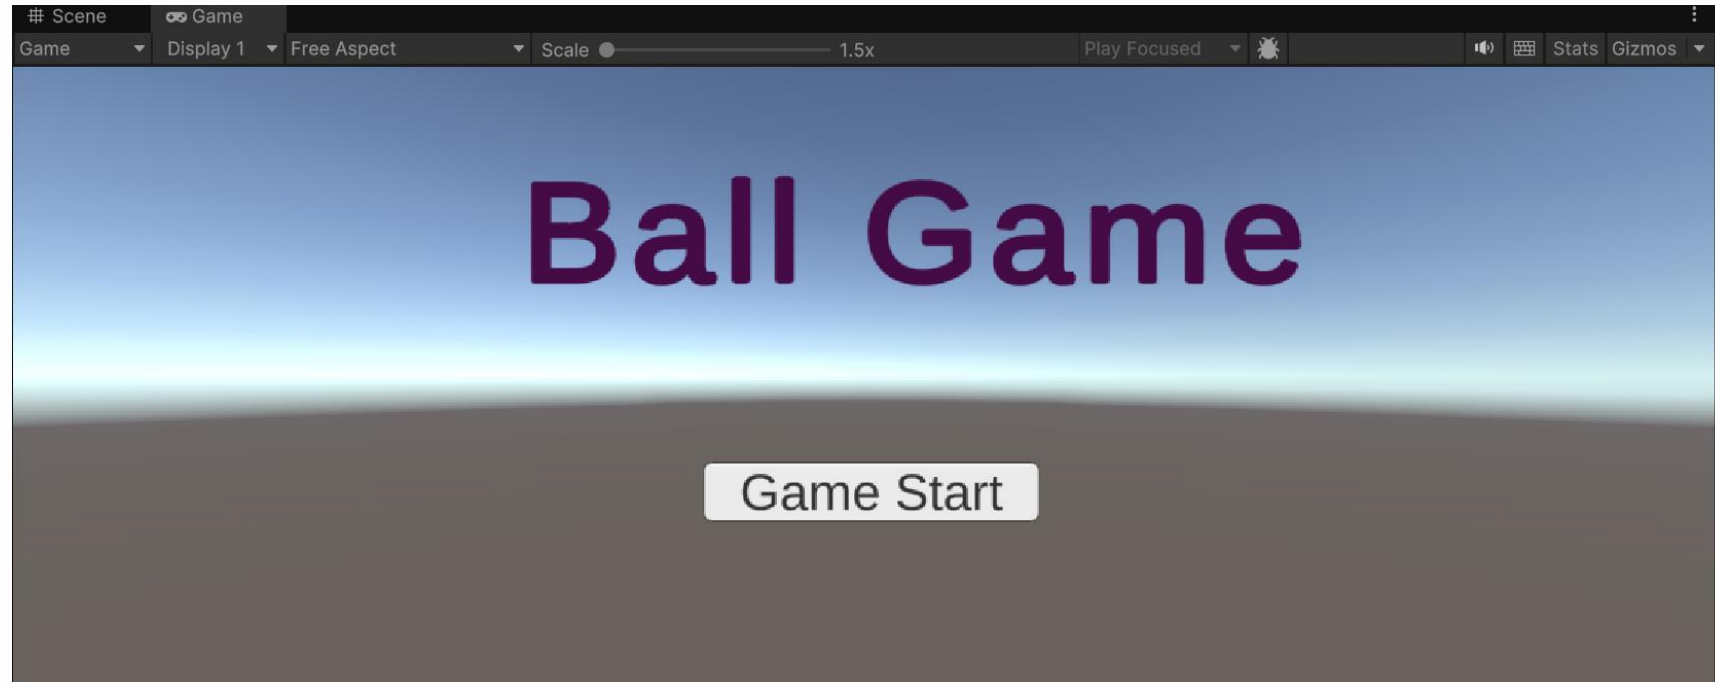 Scene Game
Game Display 1 Free Aspect Scale 1.5x Play Focused Stats Gizmos
Ball Game
Game Start